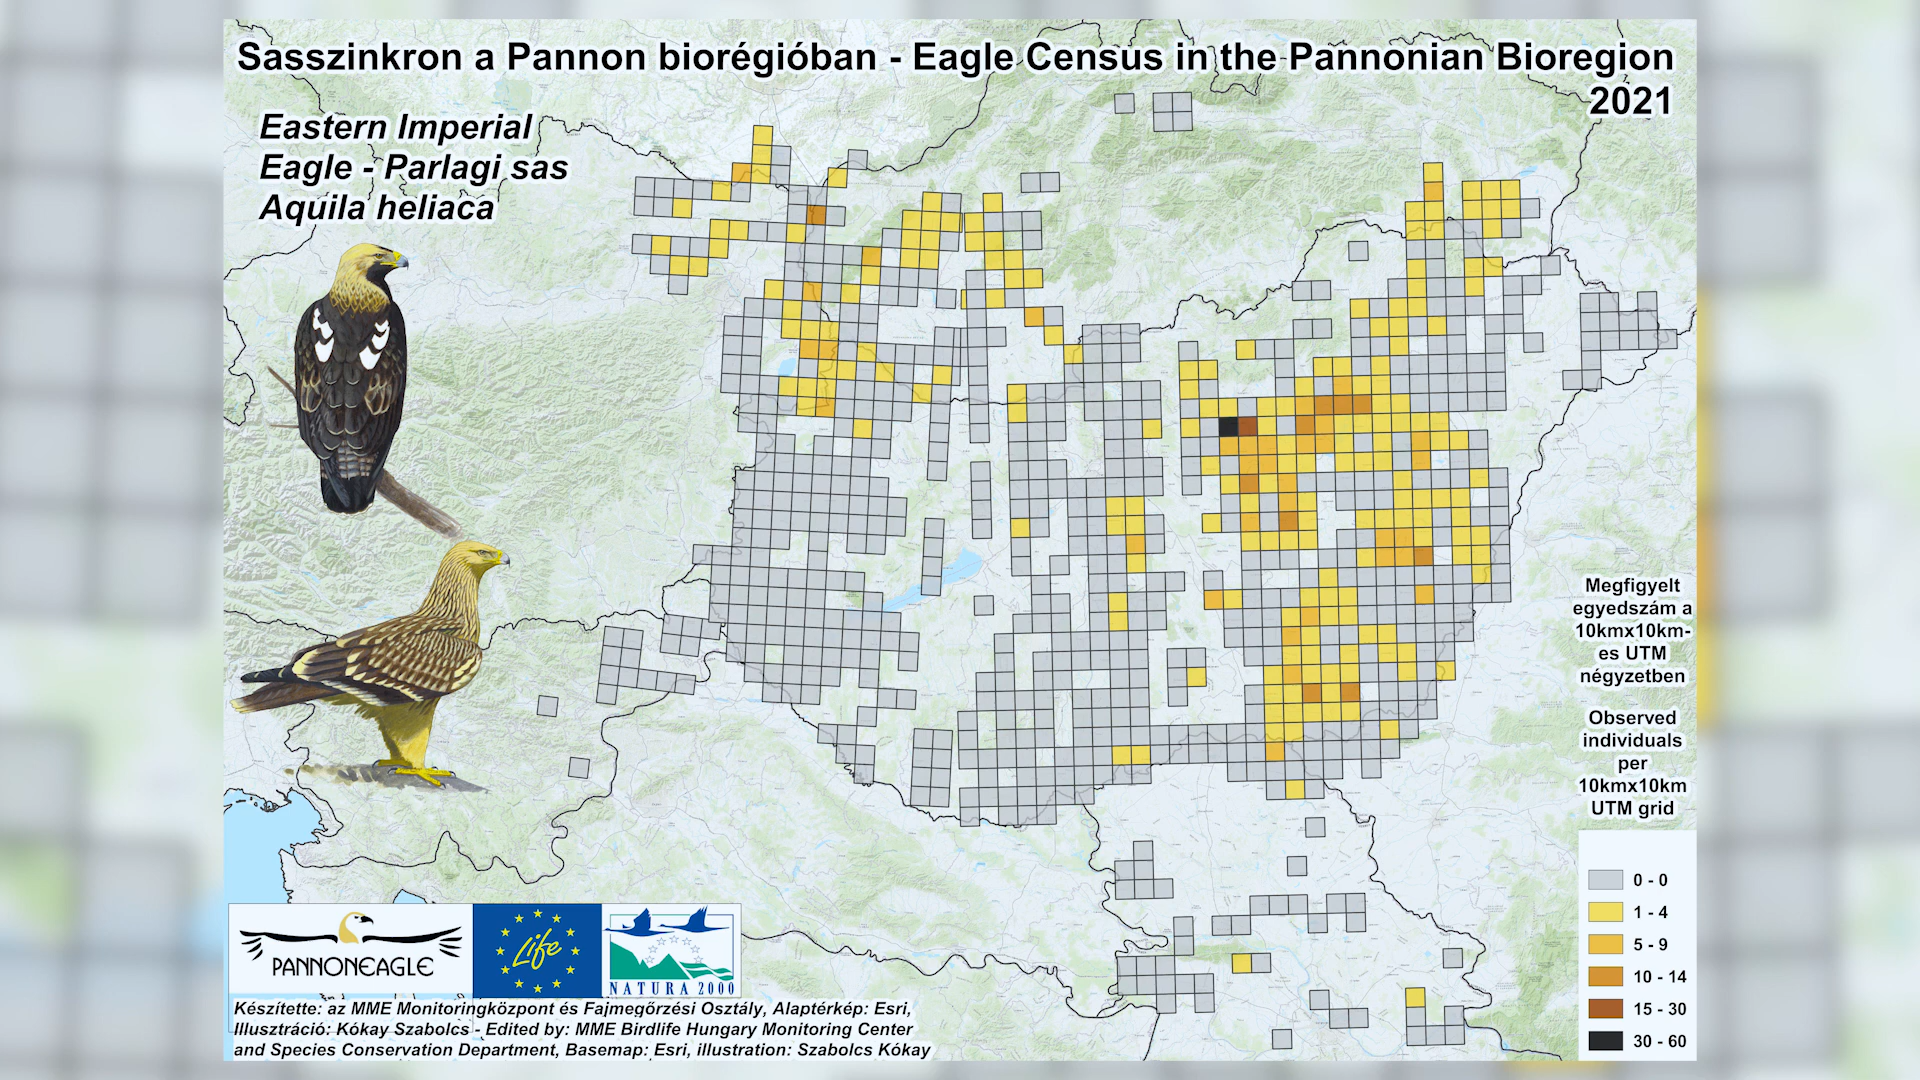 Sasszinkron a Pannon biorégióban - Eagle Census in the Pannonian Bioregion
2021
Eastern Imperial
Eagle - Parlagi sas
Aquila heliaca
Megfigyelt
egyedszám a
10kmx10km-
es UTM
négyzetben
Observed
individuals
per
10kmx10km
UTM grid
0 - 0
1 - 4
5 - 9
10 - 14
15 - 30
30 - 60
PANNONEAGLE
Life
NATURA 2000
Készítette: az MME Monitoringközpont és Fajmegőrzési Osztály, Alaptérkép: Esri,
Illusztráció: Kókay Szabolcs - Edited by: MME Birdlife Hungary Monitoring Center
and Species Conservation Department, Basemap: Esri, illustration: Szabolcs Kókay